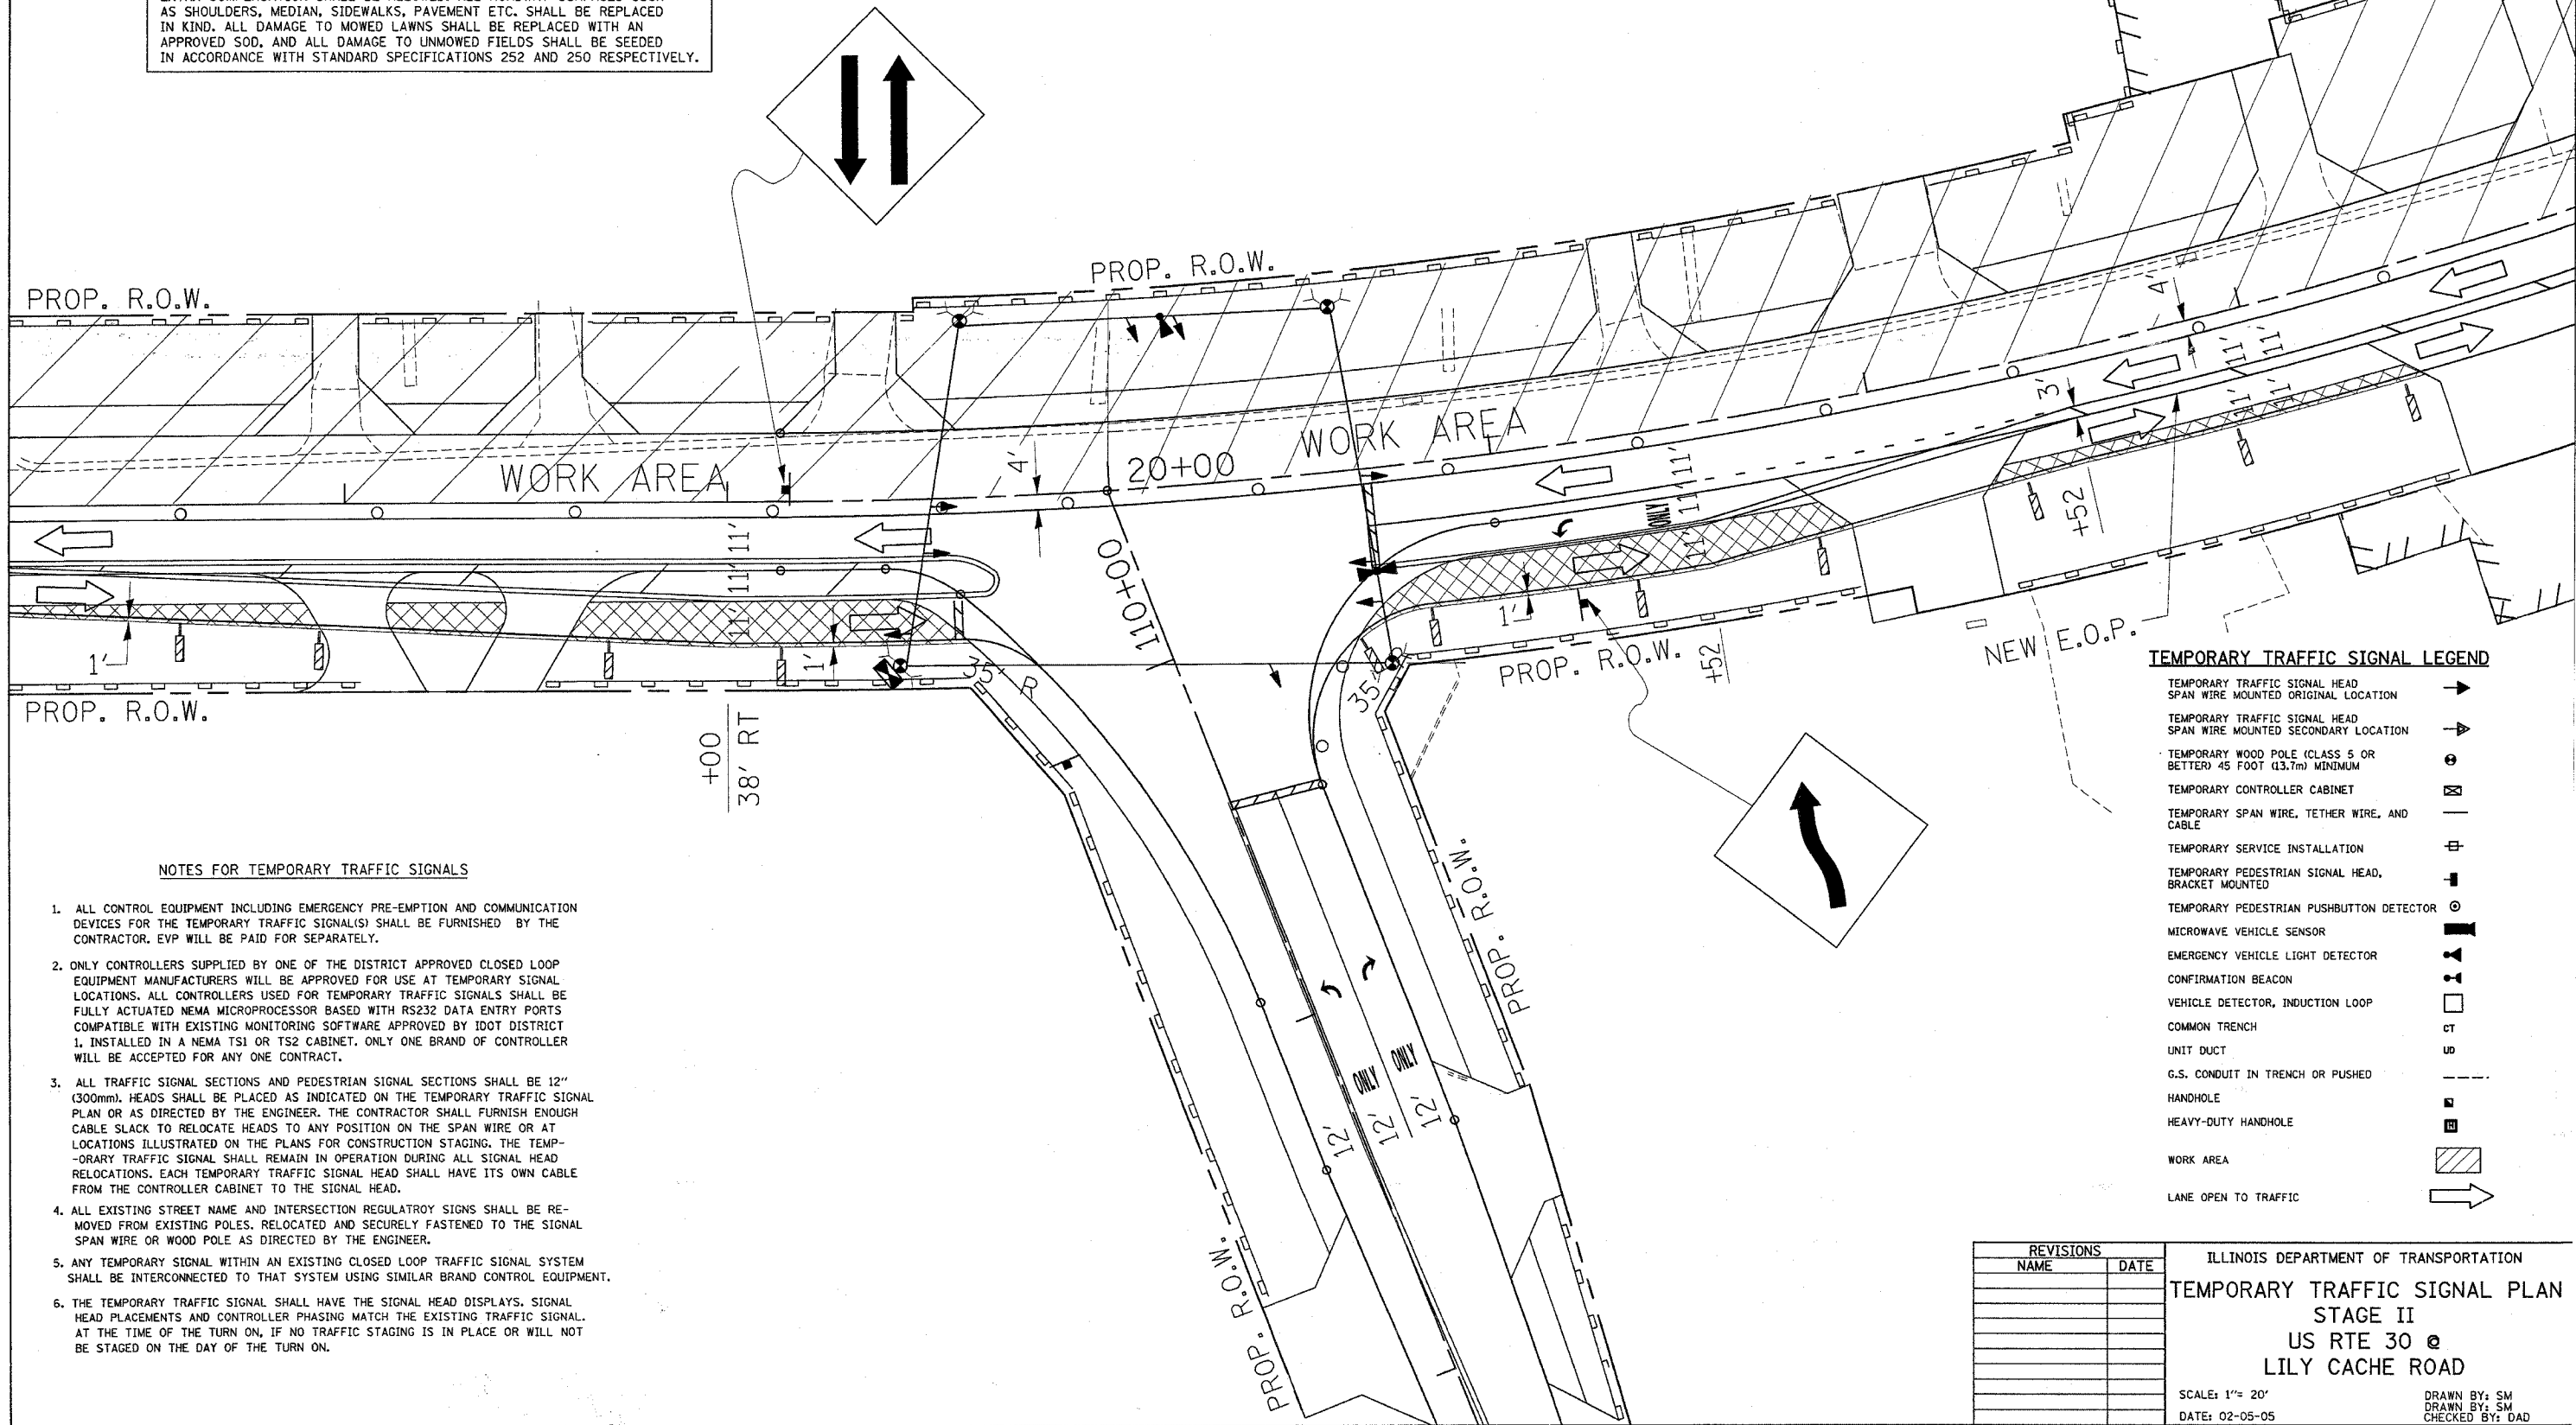 AS SHOULDERS, MEDIAN, SIDEWALKS, PAVEMENT ETC. SHALL BE REPLACED
IN KIND. ALL DAMAGE TO MOWED LAWNS SHALL BE REPLACED WITH AN
APPROVED SOD, AND ALL DAMAGE TO UNMOWED FIELDS SHALL BE SEEDED
IN ACCORDANCE WITH STANDARD SPECIFICATIONS 252 AND 250 RESPECTIVELY.
PROP. R.O.W.
PROP. R.O.W.
WORK AREA
WORK AREA
4'
20+00
110+00
4'
3'
11'
11'
11'
11'
+52
11'
11'
11'
ONLY
11'
11'
11'
1'
1'
1'
35' R
35'
PROP. R.O.W.
+52
NEW E.O.P.
PROP. R.O.W.
+00
38' RT
PROP. R.O.W.
PROP. R.O.W.
PROP. R.O.W.
ONLY
ONLY
12'
12'
12'
NOTES FOR TEMPORARY TRAFFIC SIGNALS
1. ALL CONTROL EQUIPMENT INCLUDING EMERGENCY PRE-EMPTION AND COMMUNICATION
DEVICES FOR THE TEMPORARY TRAFFIC SIGNAL(S) SHALL BE FURNISHED BY THE
CONTRACTOR. EVP WILL BE PAID FOR SEPARATELY.
2. ONLY CONTROLLERS SUPPLIED BY ONE OF THE DISTRICT APPROVED CLOSED LOOP
EQUIPMENT MANUFACTURERS WILL BE APPROVED FOR USE AT TEMPORARY SIGNAL
LOCATIONS. ALL CONTROLLERS USED FOR TEMPORARY TRAFFIC SIGNALS SHALL BE
FULLY ACTUATED NEMA MICROPROCESSOR BASED WITH RS232 DATA ENTRY PORTS
COMPATIBLE WITH EXISTING MONITORING SOFTWARE APPROVED BY IDOT DISTRICT
1, INSTALLED IN A NEMA TS1 OR TS2 CABINET. ONLY ONE BRAND OF CONTROLLER
WILL BE ACCEPTED FOR ANY ONE CONTRACT.
3. ALL TRAFFIC SIGNAL SECTIONS AND PEDESTRIAN SIGNAL SECTIONS SHALL BE 12"
(300mm). HEADS SHALL BE PLACED AS INDICATED ON THE TEMPORARY TRAFFIC SIGNAL
PLAN OR AS DIRECTED BY THE ENGINEER. THE CONTRACTOR SHALL FURNISH ENOUGH
CABLE SLACK TO RELOCATE HEADS TO ANY POSITION ON THE SPAN WIRE OR AT
LOCATIONS ILLUSTRATED ON THE PLANS FOR CONSTRUCTION STAGING. THE TEMP-
-ORARY TRAFFIC SIGNAL SHALL REMAIN IN OPERATION DURING ALL SIGNAL HEAD
RELOCATIONS. EACH TEMPORARY TRAFFIC SIGNAL HEAD SHALL HAVE ITS OWN CABLE
FROM THE CONTROLLER CABINET TO THE SIGNAL HEAD.
4. ALL EXISTING STREET NAME AND INTERSECTION REGULATROY SIGNS SHALL BE RE-
MOVED FROM EXISTING POLES, RELOCATED AND SECURELY FASTENED TO THE SIGNAL
SPAN WIRE OR WOOD POLE AS DIRECTED BY THE ENGINEER.
5. ANY TEMPORARY SIGNAL WITHIN AN EXISTING CLOSED LOOP TRAFFIC SIGNAL SYSTEM
SHALL BE INTERCONNECTED TO THAT SYSTEM USING SIMILAR BRAND CONTROL EQUIPMENT.
6. THE TEMPORARY TRAFFIC SIGNAL SHALL HAVE THE SIGNAL HEAD DISPLAYS, SIGNAL
HEAD PLACEMENTS AND CONTROLLER PHASING MATCH THE EXISTING TRAFFIC SIGNAL.
AT THE TIME OF THE TURN ON, IF NO TRAFFIC STAGING IS IN PLACE OR WILL NOT
BE STAGED ON THE DAY OF THE TURN ON.
TEMPORARY TRAFFIC SIGNAL LEGEND
TEMPORARY TRAFFIC SIGNAL HEAD
SPAN WIRE MOUNTED ORIGINAL LOCATION
TEMPORARY TRAFFIC SIGNAL HEAD
SPAN WIRE MOUNTED SECONDARY LOCATION
TEMPORARY WOOD POLE (CLASS 5 OR
BETTER) 45 FOOT (13.7m) MINIMUM
TEMPORARY CONTROLLER CABINET
TEMPORARY SPAN WIRE, TETHER WIRE, AND
CABLE
TEMPORARY SERVICE INSTALLATION
TEMPORARY PEDESTRIAN SIGNAL HEAD,
BRACKET MOUNTED
TEMPORARY PEDESTRIAN PUSHBUTTON DETECTOR
MICROWAVE VEHICLE SENSOR
EMERGENCY VEHICLE LIGHT DETECTOR
CONFIRMATION BEACON
VEHICLE DETECTOR, INDUCTION LOOP
COMMON TRENCH CT
UNIT DUCT UD
G.S. CONDUIT IN TRENCH OR PUSHED
HANDHOLE
HEAVY-DUTY HANDHOLE H
WORK AREA
LANE OPEN TO TRAFFIC
REVISIONS
NAME DATE
ILLINOIS DEPARTMENT OF TRANSPORTATION
TEMPORARY TRAFFIC SIGNAL PLAN
STAGE II
US RTE 30 @
LILY CACHE ROAD
SCALE: 1"= 20'
DATE: 02-05-05
DRAWN BY: SM
DRAWN BY: SM
CHECKED BY: DAD